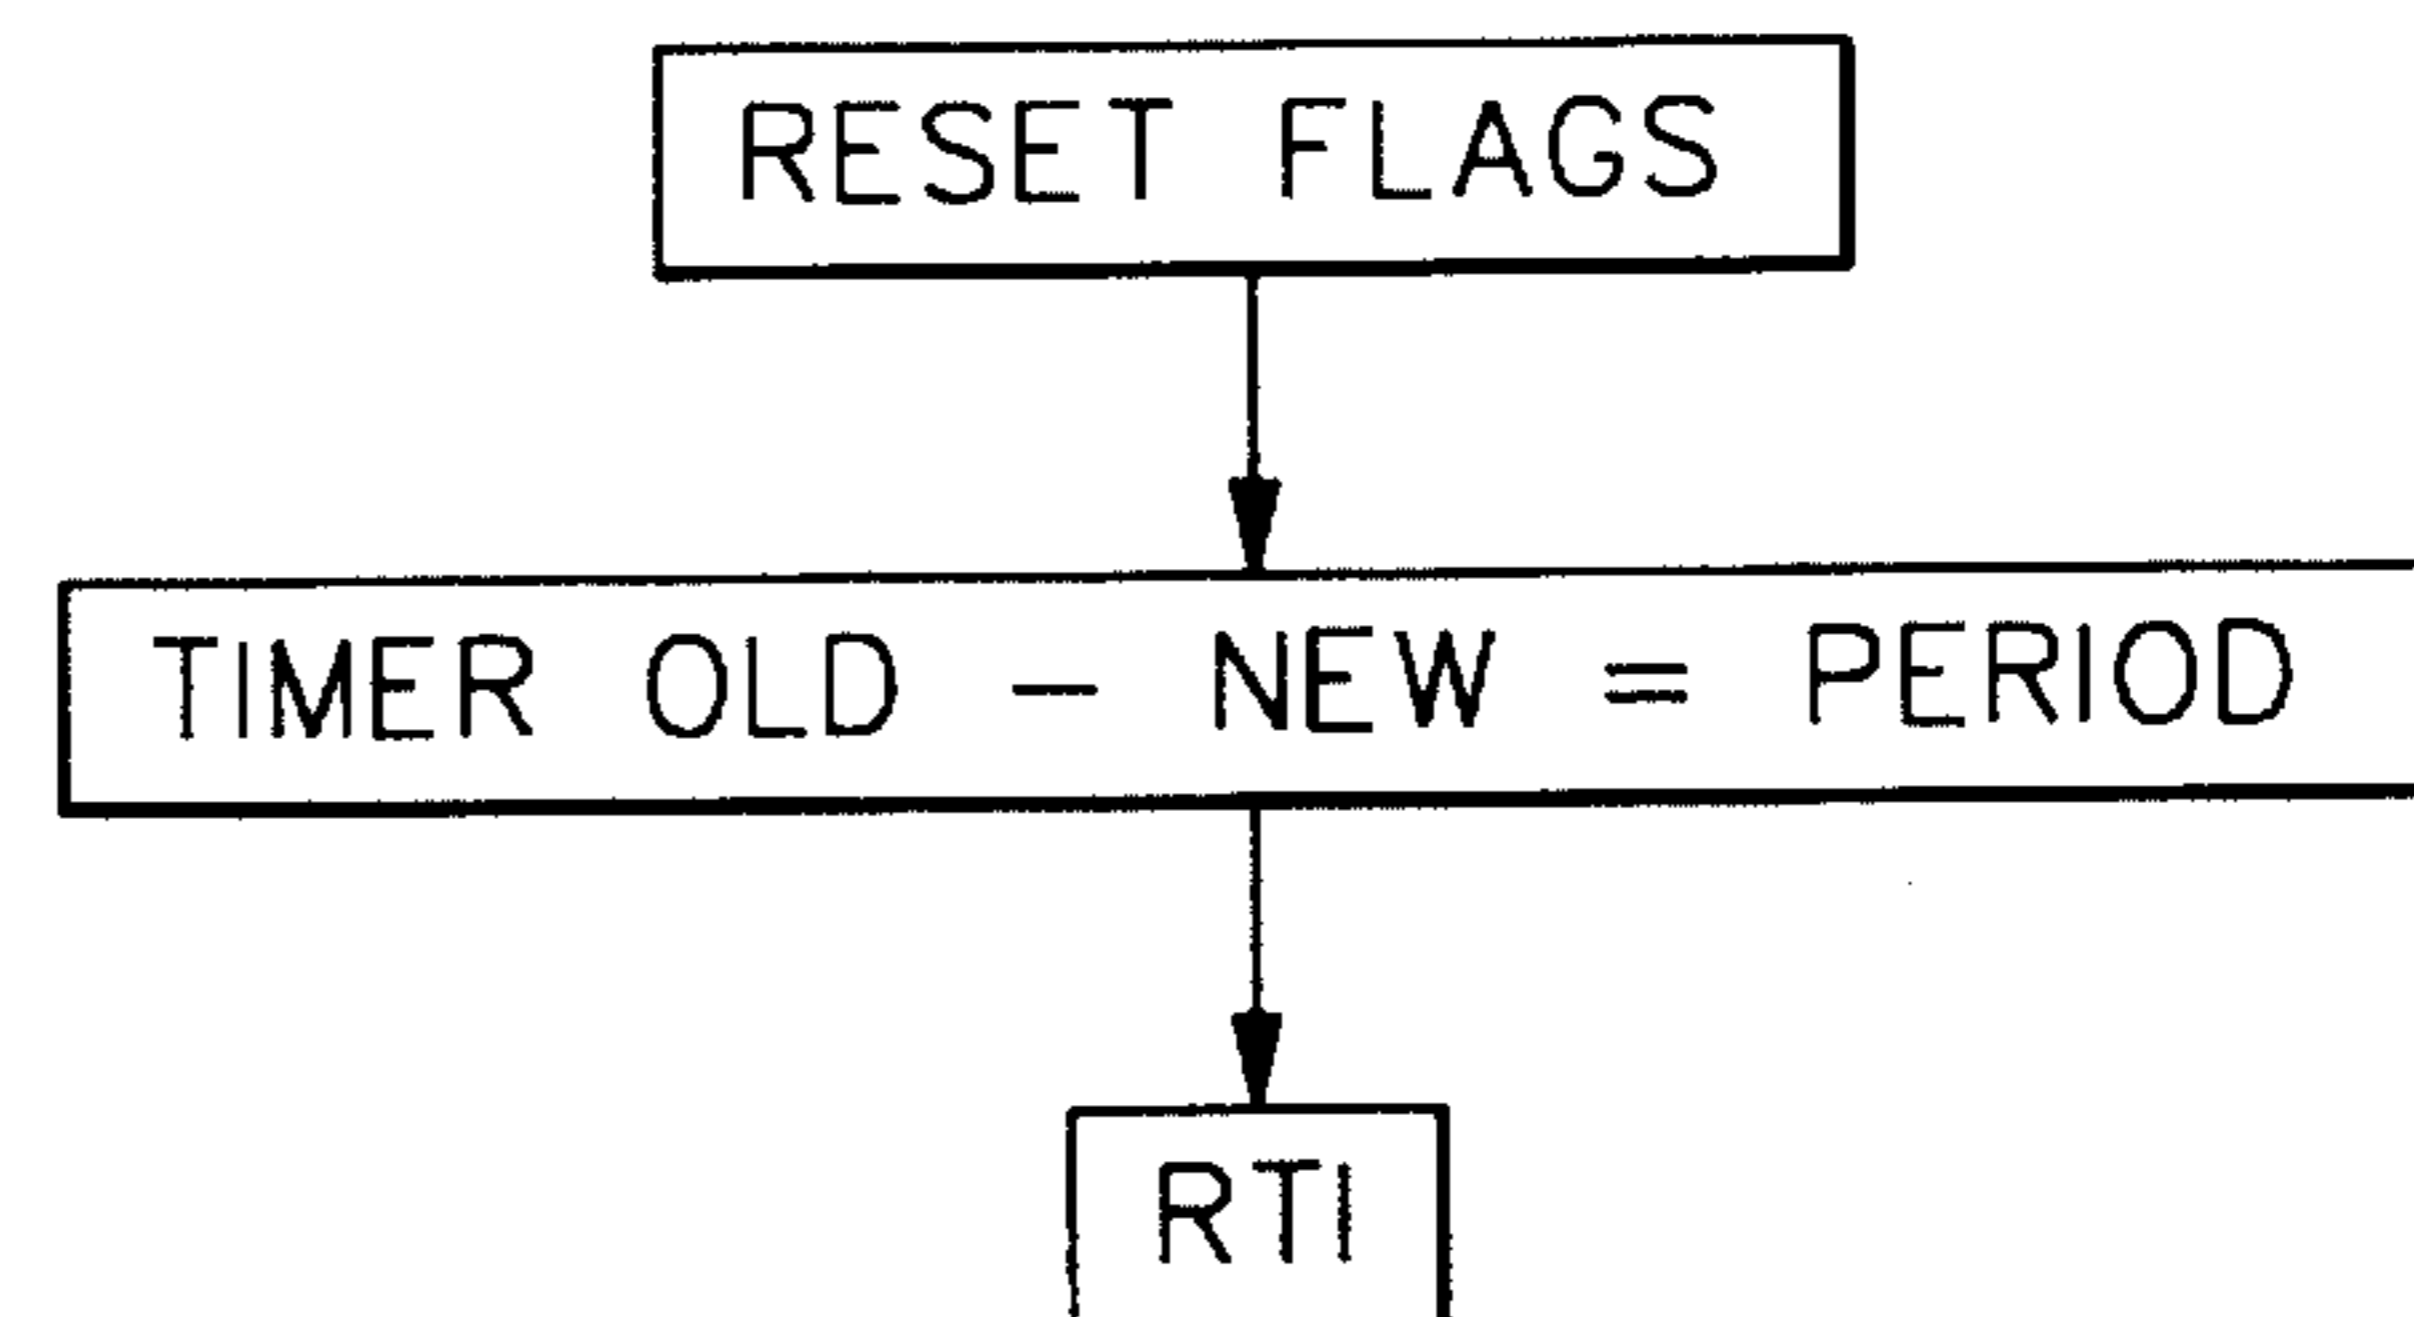 RESET FLAGS
TIMER OLD - NEW = PERIOD
RTI